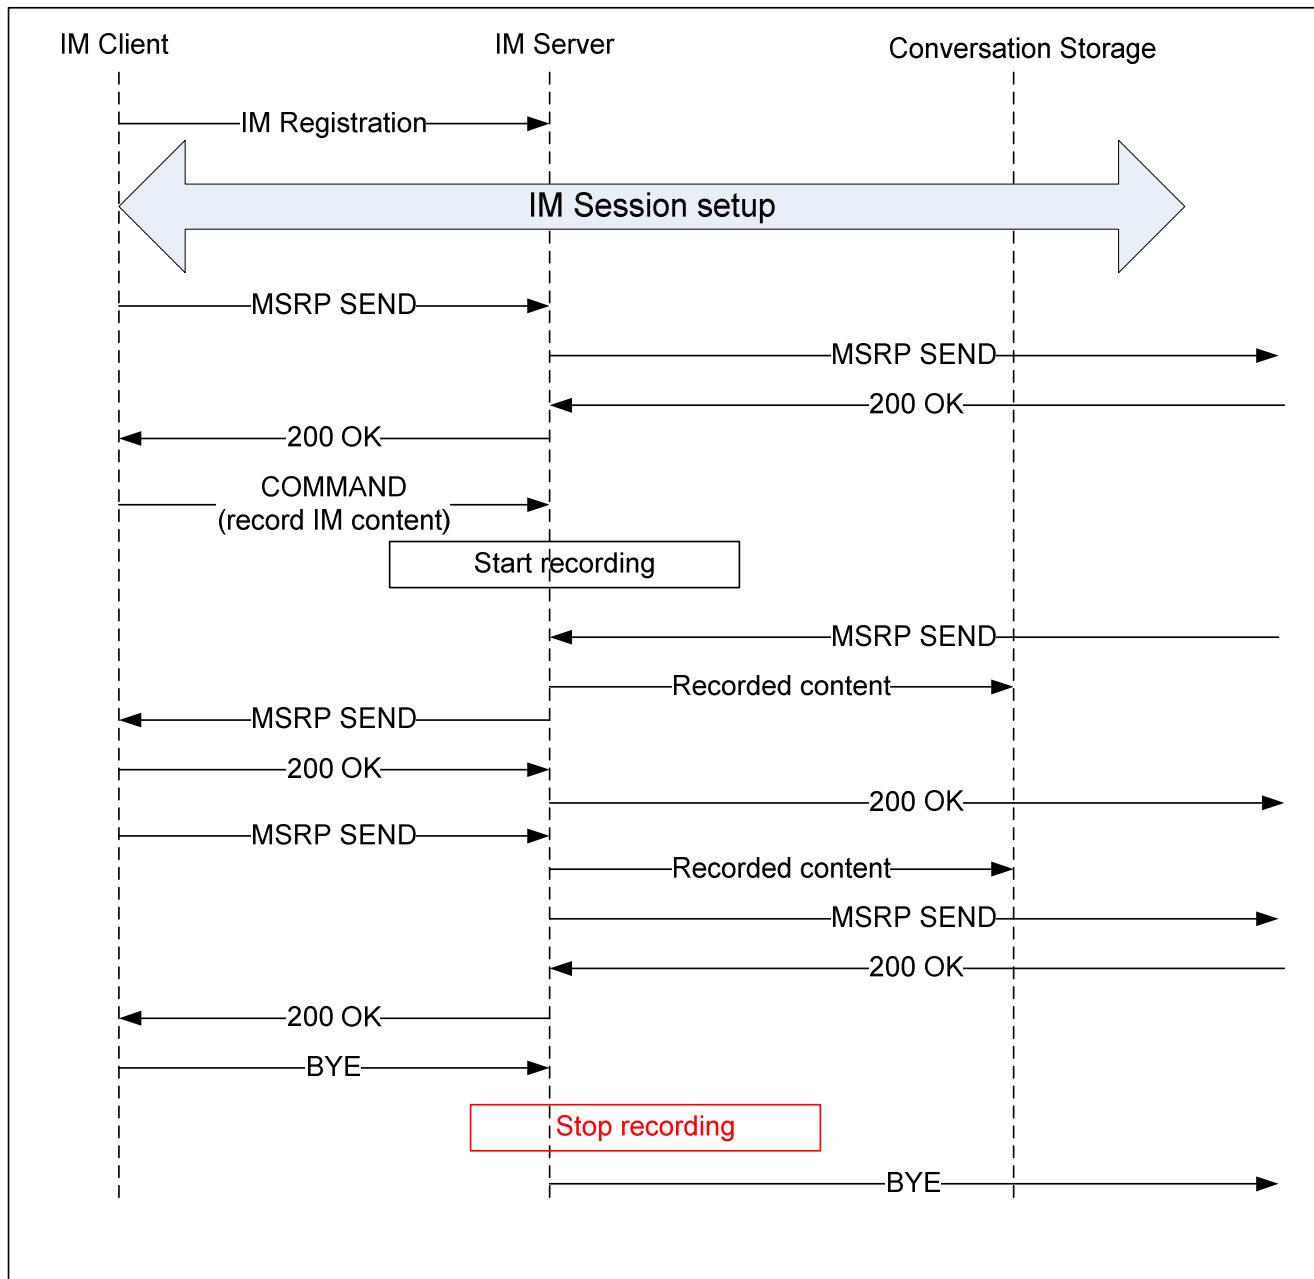 IM Client
IM Server
Conversation Storage
IM Registration
IM Session setup
MSRP SEND
MSRP SEND
200 OK
200 OK
COMMAND
(record IM content)
Start recording
MSRP SEND
Recorded content
MSRP SEND
200 OK
200 OK
MSRP SEND
Recorded content
MSRP SEND
200 OK
200 OK
BYE
Stop recording
BYE